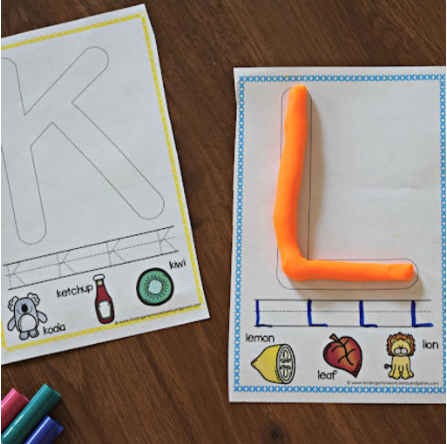 K
K K K K
ketchup
kiwi
koala
L
L L L L
lemon
leaf
lion